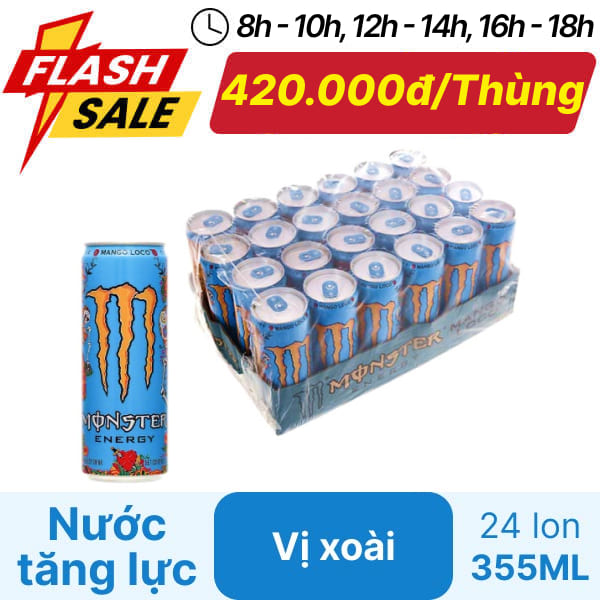 8h - 10h, 12h - 14h, 16h - 18h
FLASH
SALE
420.000đ/Thùng
MANGO LOCO
MONSTER
ENERGY
MONSTER
ENERGY
Nước
tăng lực
Vị xoài
24 lon
355ML